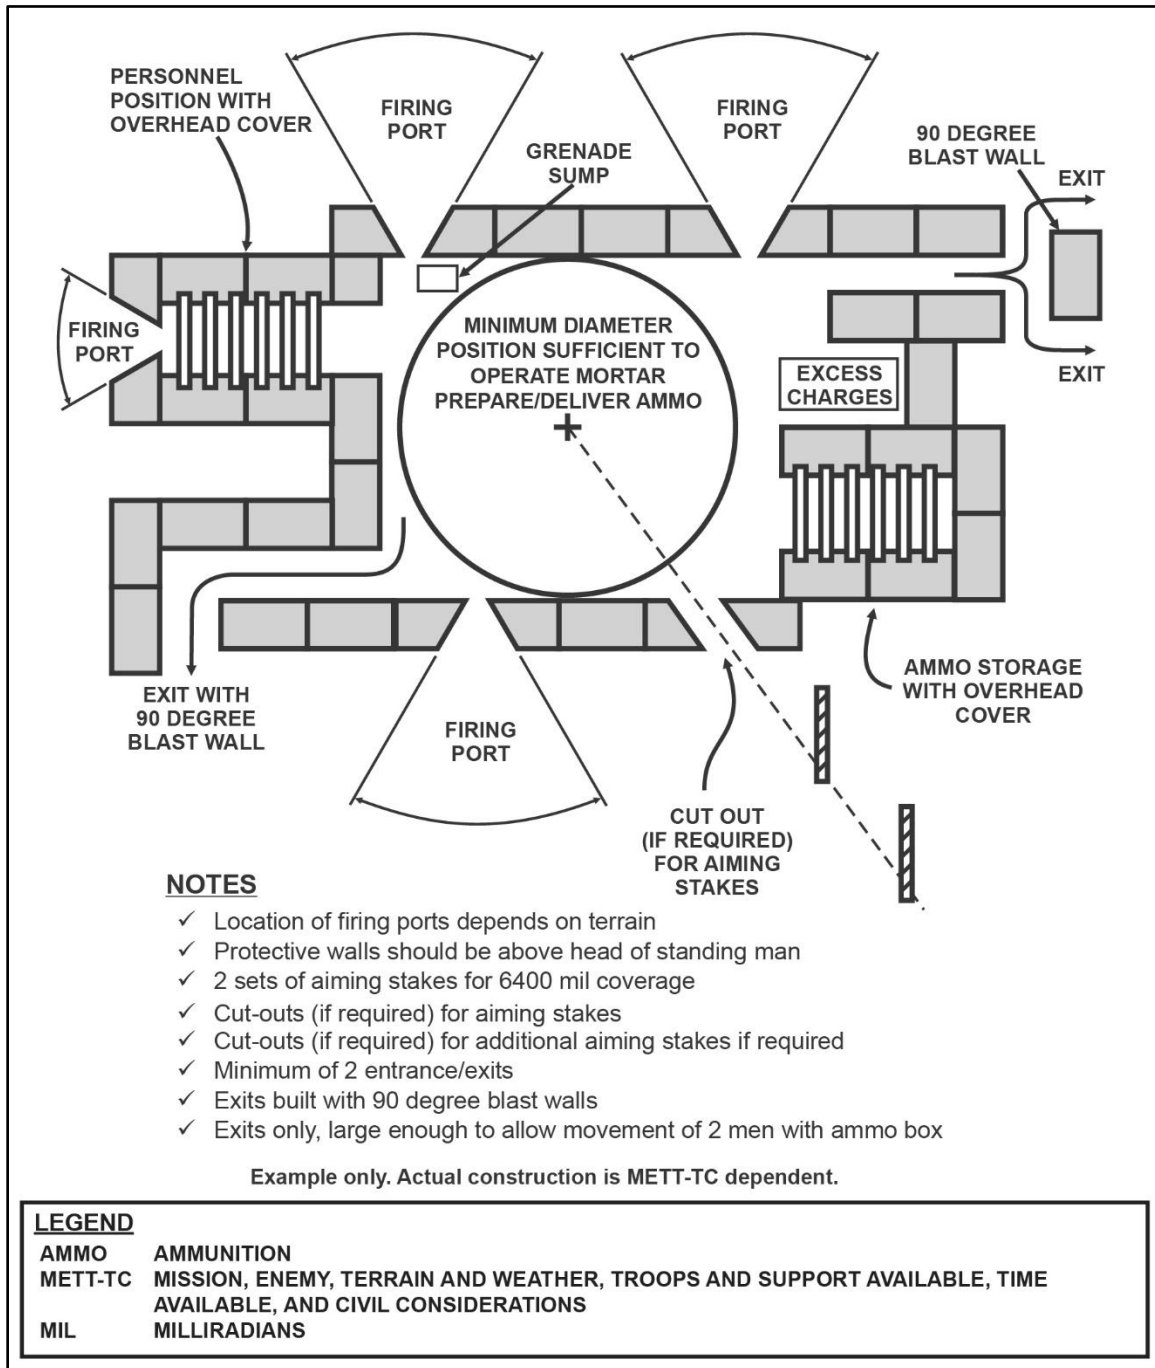 PERSONNEL
POSITION WITH
OVERHEAD COVER
FIRING
PORT
FIRING
PORT
GRENADE
SUMP
90 DEGREE
BLAST WALL
EXIT
FIRING
PORT
MINIMUM DIAMETER
POSITION SUFFICIENT TO
OPERATE MORTAR
PREPARE/DELIVER AMMO
EXCESS
CHARGES
EXIT
EXIT WITH
90 DEGREE
BLAST WALL
FIRING
PORT
AMMO STORAGE
WITH OVERHEAD
COVER
CUT OUT
(IF REQUIRED)
FOR AIMING
STAKES
NOTES
✓ Location of firing ports depends on terrain
✓ Protective walls should be above head of standing man
✓ 2 sets of aiming stakes for 6400 mil coverage
✓ Cut-outs (if required) for aiming stakes
✓ Cut-outs (if required) for additional aiming stakes if required
✓ Minimum of 2 entrance/exits
✓ Exits built with 90 degree blast walls
✓ Exits only, large enough to allow movement of 2 men with ammo box
Example only. Actual construction is METT-TC dependent.
LEGEND
AMMO AMMUNITION
METT-TC MISSION, ENEMY, TERRAIN AND WEATHER, TROOPS AND SUPPORT AVAILABLE, TIME
AVAILABLE, AND CIVIL CONSIDERATIONS
MIL MILLIRADIANS